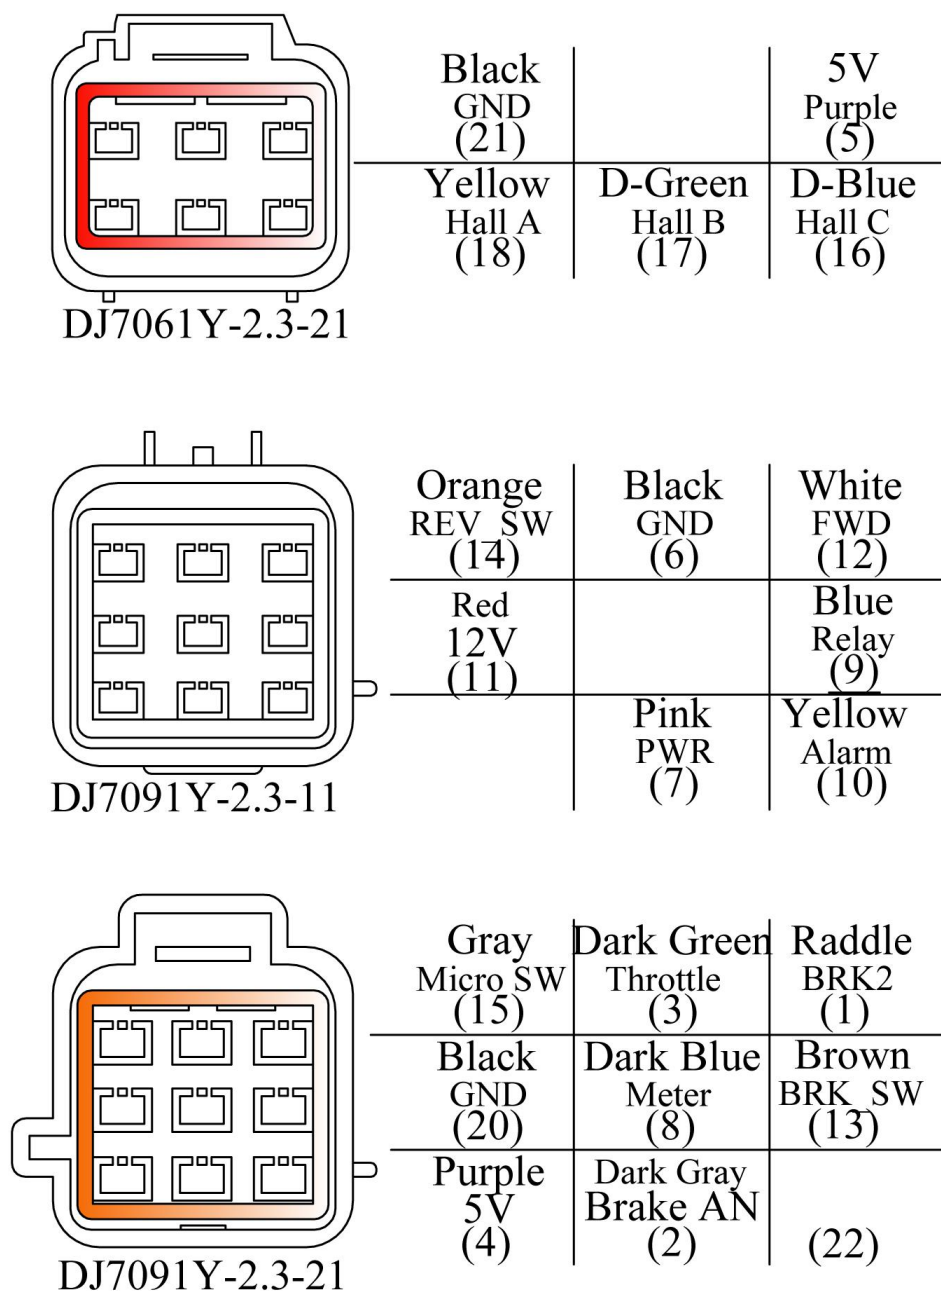 Black
GND
(21)
5V
Purple
(5)
Yellow
Hall A
(18)
D-Green
Hall B
(17)
D-Blue
Hall C
(16)
DJ7061Y-2.3-21
Orange
REV_SW
(14)
Black
GND
(6)
White
FWD
(12)
Red
12V
(11)
Blue
Relay
(9)
Pink
PWR
(7)
Yellow
Alarm
(10)
DJ7091Y-2.3-11
Gray
Micro SW
(15)
Dark Green
Throttle
(3)
Raddle
BRK2
(1)
Black
GND
(20)
Dark Blue
Meter
(8)
Brown
BRK_SW
(13)
Purple
5V
(4)
Dark Gray
Brake AN
(2)
(22)
DJ7091Y-2.3-21